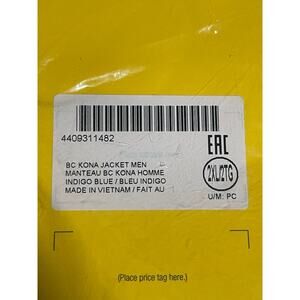 4409311482
EAC
BC KONA JACKET MEN
MANTEAU BC KONA HOMME
INDIGO BLUE / BLEU INDIGO
MADE IN VIETNAM / FAIT AU
2XL/2TG
U/M: PC
(Place price tag here.)